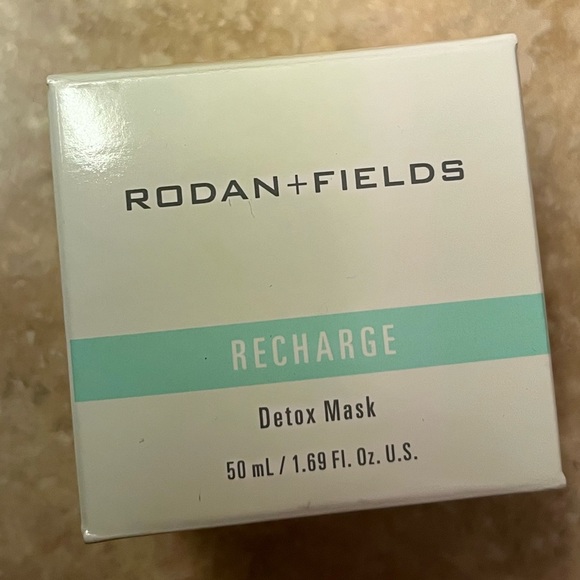 RODAN+FIELDS
RECHARGE
Detox Mask
50 mL / 1.69 Fl. Oz. U.S.